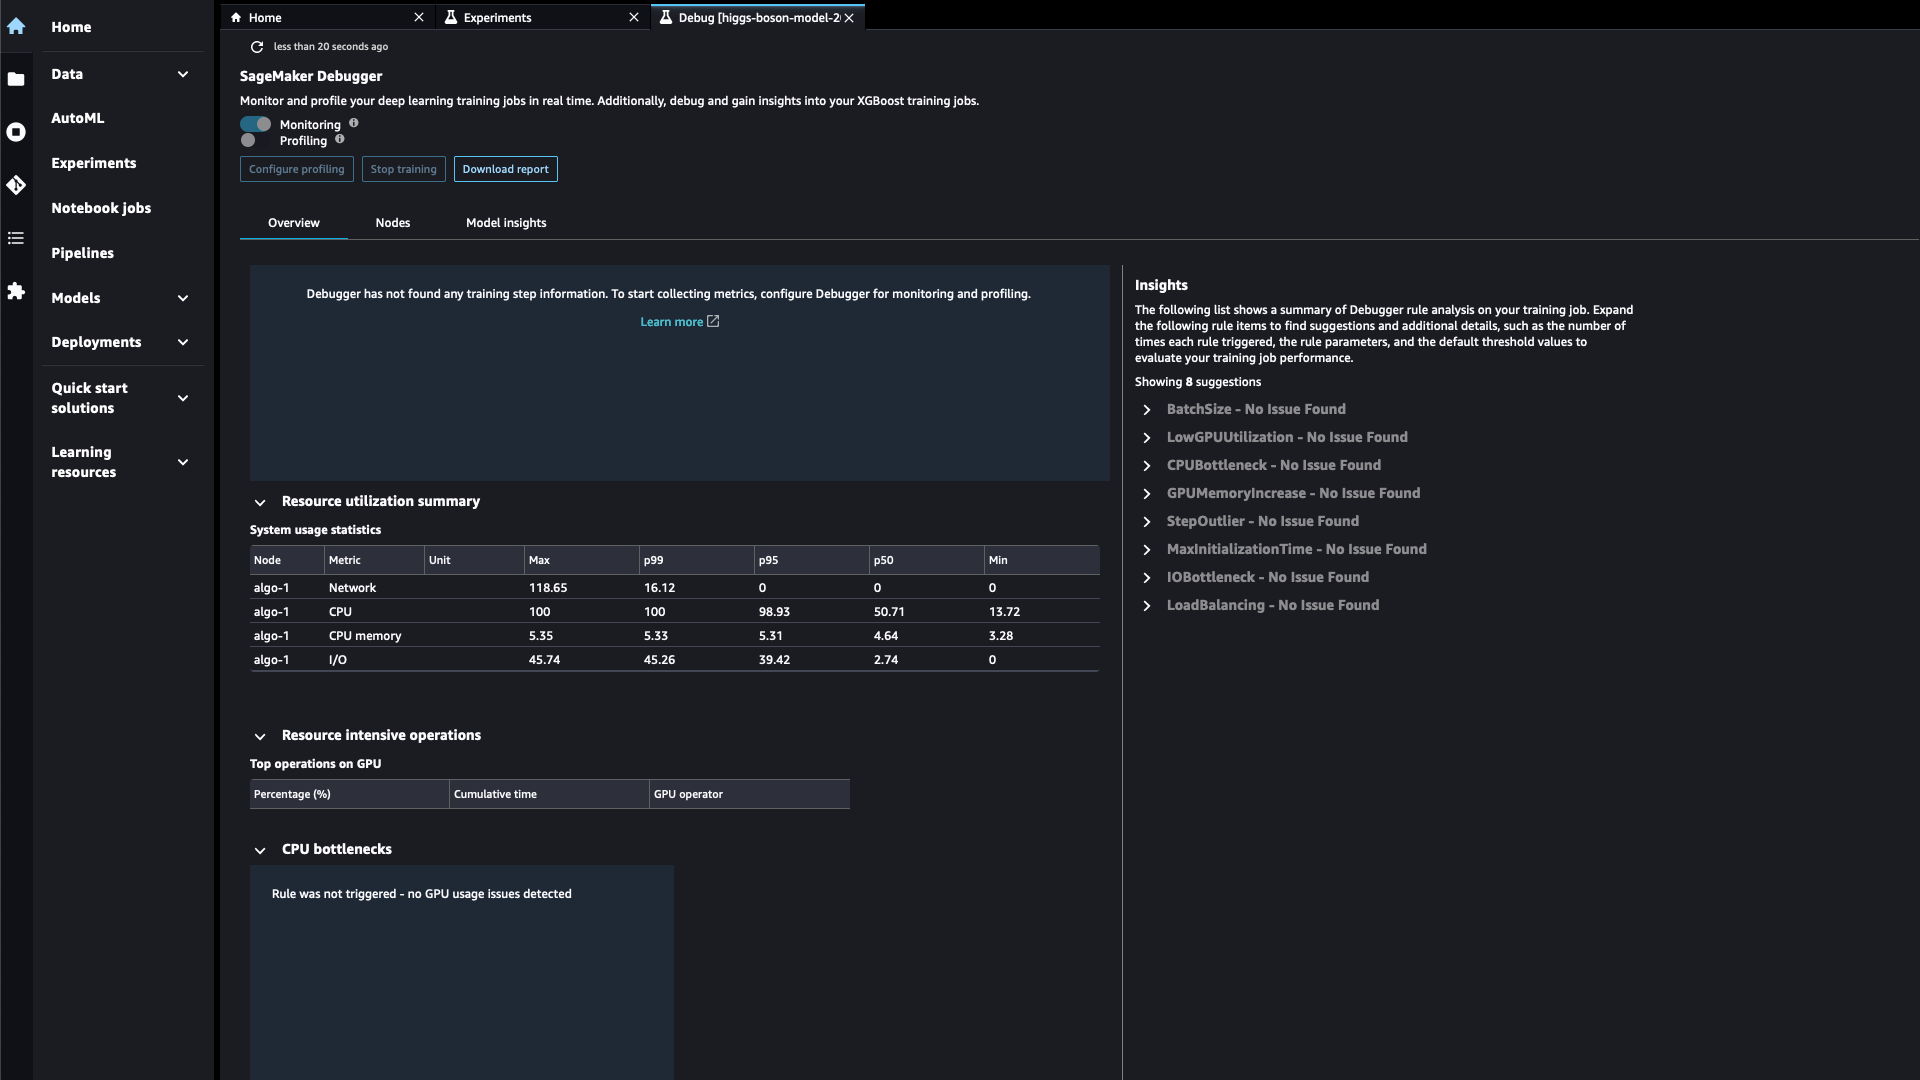 Home
Experiments
Debug [higgs-boson-model-2
Home
Data
AutoML
Experiments
Notebook jobs
Pipelines
Models
Deployments
Quick start
solutions
Learning
resources
less than 20 seconds ago
SageMaker Debugger
Monitor and profile your deep learning training jobs in real time. Additionally, debug and gain insights into your XGBoost training jobs.
Monitoring
Profiling
Configure profiling Stop training Download report
Overview Nodes Model insights
Debugger has not found any training step information. To start collecting metrics, configure Debugger for monitoring and profiling.
Learn more
Resource utilization summary
System usage statistics
Node Metric Unit Max p99 p95 p50 Min
algo-1 Network 118.65 16.12 0 0 0
algo-1 CPU 100 100 98.93 50.71 13.72
algo-1 CPU memory 5.35 5.33 5.31 4.64 3.28
algo-1 I/O 45.74 45.26 39.42 2.74 0
Resource intensive operations
Top operations on GPU
Percentage (%) Cumulative time GPU operator
CPU bottlenecks
Rule was not triggered - no GPU usage issues detected
Insights
The following list shows a summary of Debugger rule analysis on your training job. Expand
the following rule items to find suggestions and additional details, such as the number of
times each rule triggered, the rule parameters, and the default threshold values to
evaluate your training job performance.
Showing 8 suggestions
BatchSize - No Issue Found
LowGPUUtilization - No Issue Found
CPUBottleneck - No Issue Found
GPUMemoryIncrease - No Issue Found
StepOutlier - No Issue Found
MaxInitializationTime - No Issue Found
IOBottleneck - No Issue Found
LoadBalancing - No Issue Found